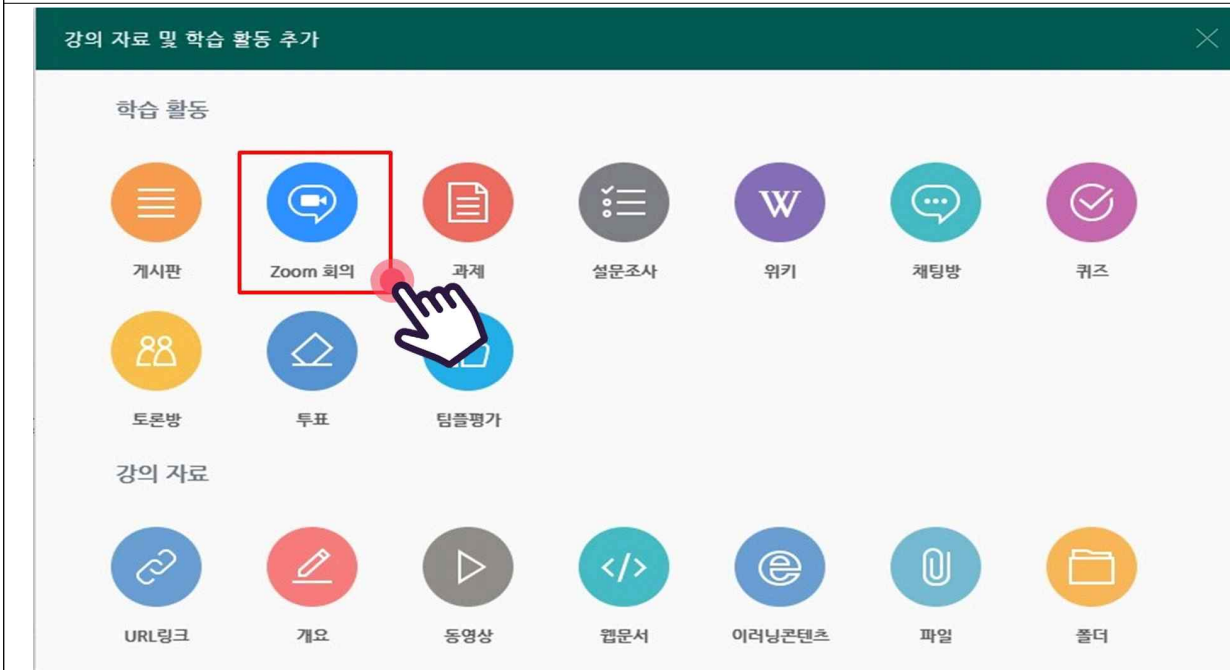 강의 자료 및 학습 활동 추가
학습 활동
게시판 Zoom 회의 과제 설문조사 위키 채팅방 퀴즈
토론방 투표 팀플평가
강의 자료
URL링크 개요 동영상 웹문서 이러닝콘텐츠 파일 폴더